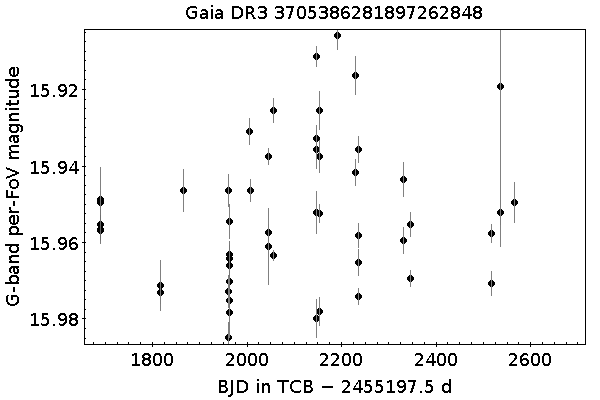 Gaia DR3 3705386281897262848
G-band per-FoV magnitude
15.92
15.94
15.96
15.98
1800 2000 2200 2400 2600
BJD in TCB − 2455197.5 d